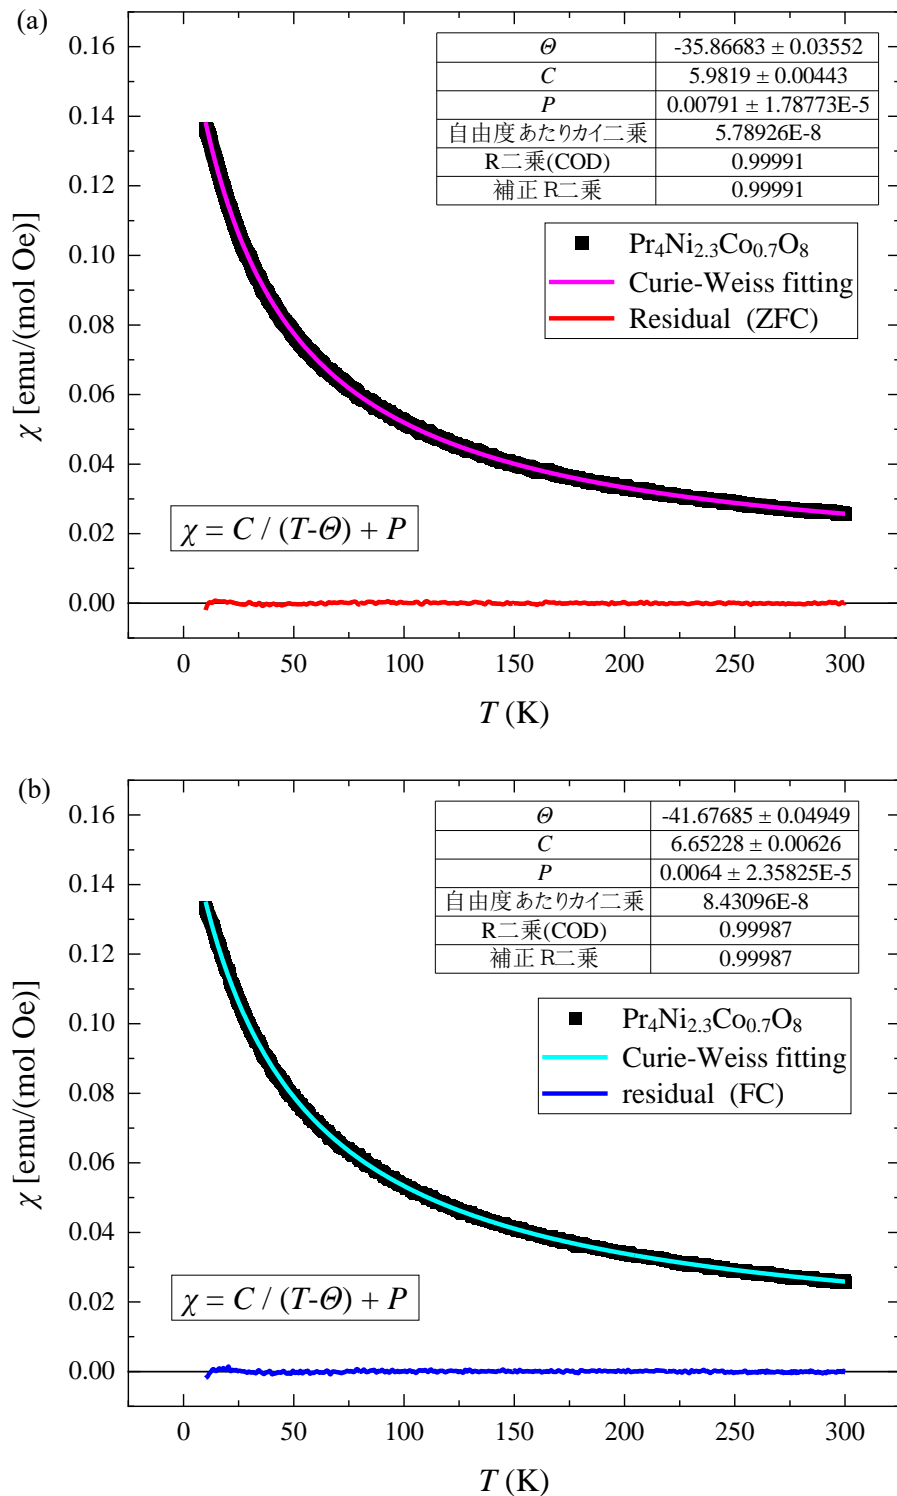 (a)
0.16
0.14
0.12
0.10
0.08
0.06
0.04
0.02
0.00
χ [emu/(mol Oe)]
Θ -35.86683 ± 0.03552
C 5.9819 ± 0.00443
P 0.00791 ± 1.78773E-5
自由度あたりカイ二乗 5.78926E-8
R二乗(COD) 0.99991
補正R二乗 0.99991
Pr₄Ni₂.₃Co₀.₇O₈
Curie-Weiss fitting
Residual (ZFC)
χ = C / (T-Θ) + P
0 50 100 150 200 250 300
T (K)
(b)
0.16
0.14
0.12
0.10
0.08
0.06
0.04
0.02
0.00
χ [emu/(mol Oe)]
Θ -41.67685 ± 0.04949
C 6.65228 ± 0.00626
P 0.0064 ± 2.35825E-5
自由度あたりカイ二乗 8.43096E-8
R二乗(COD) 0.99987
補正R二乗 0.99987
Pr₄Ni₂.₃Co₀.₇O₈
Curie-Weiss fitting
residual (FC)
χ = C / (T-Θ) + P
0 50 100 150 200 250 300
T (K)